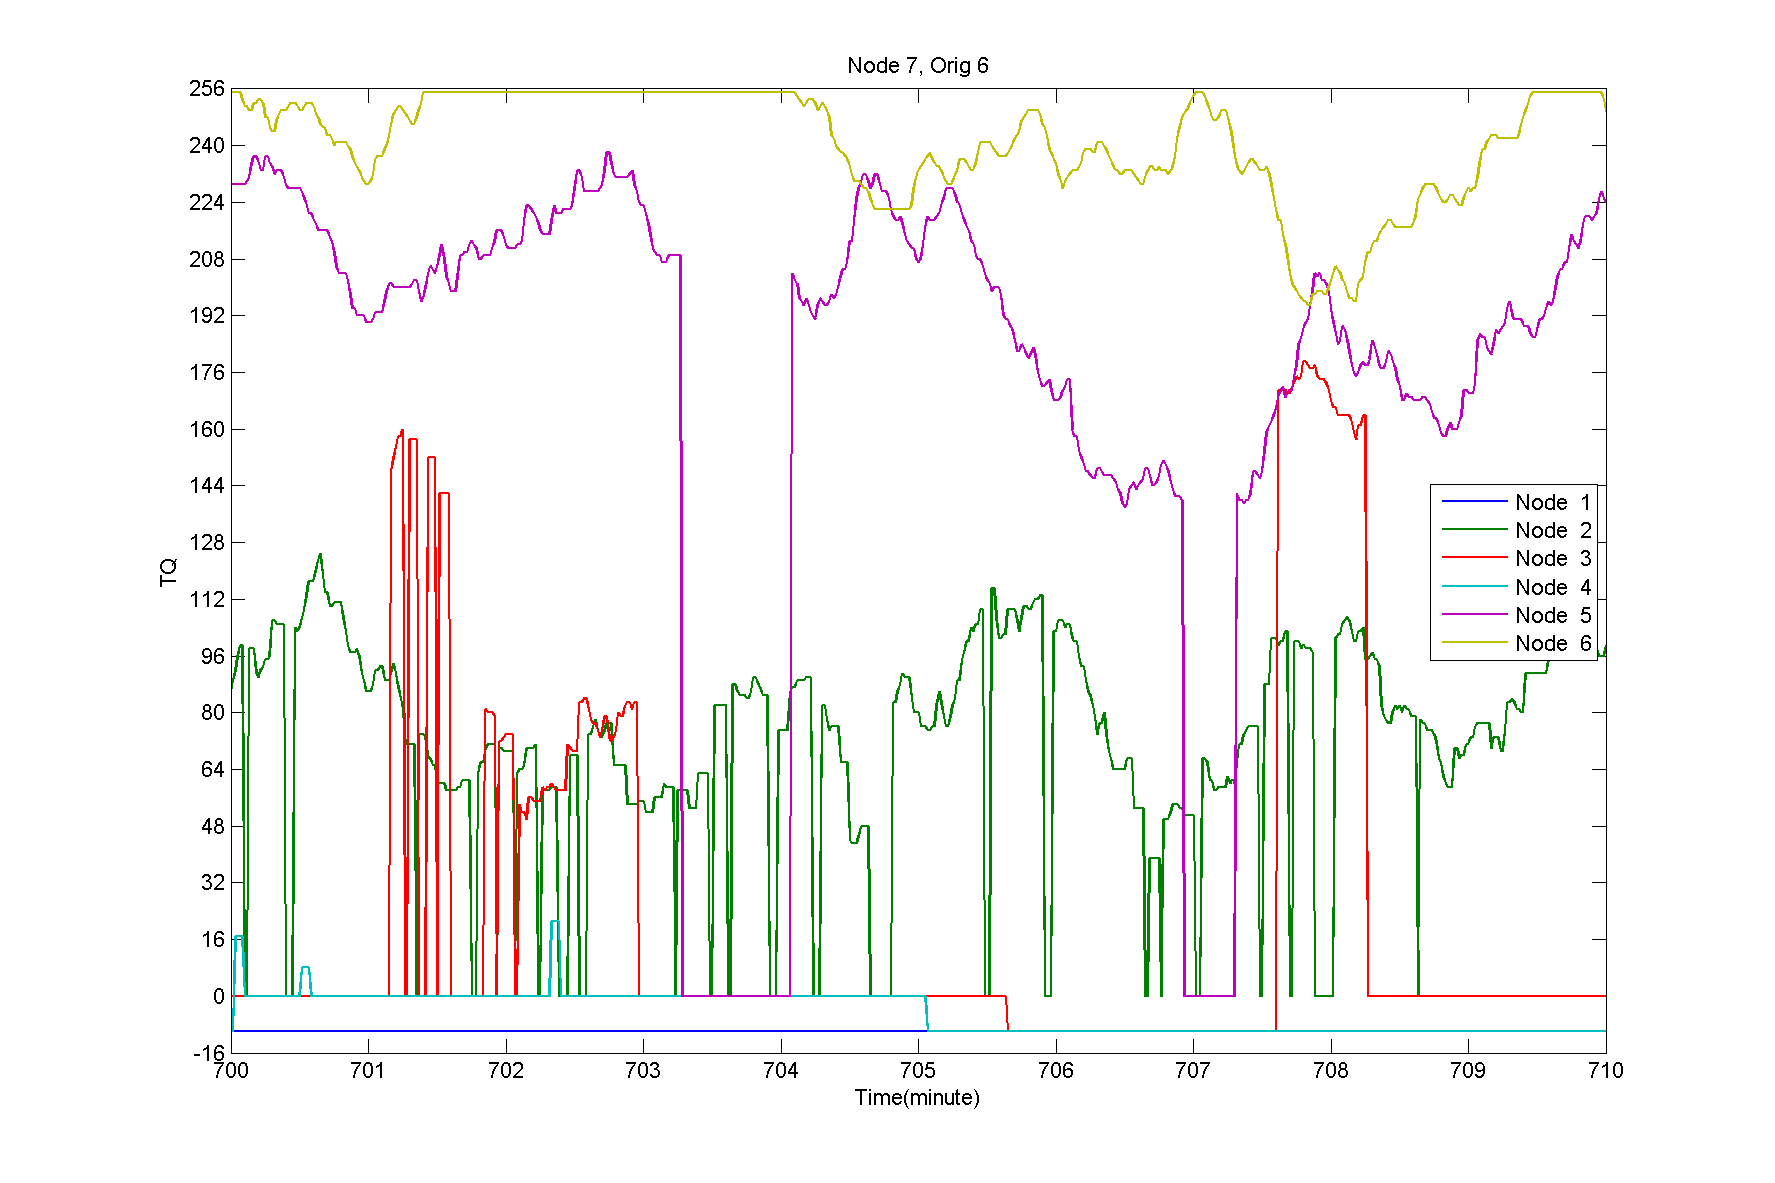 Node 7, Orig 6
256
240
224
208
192
176
160
144
128
112
96
80
64
48
32
16
0
-16
TQ
Node 1
Node 2
Node 3
Node 4
Node 5
Node 6
700 701 702 703 704 705 706 707 708 709 710
Time(minute)